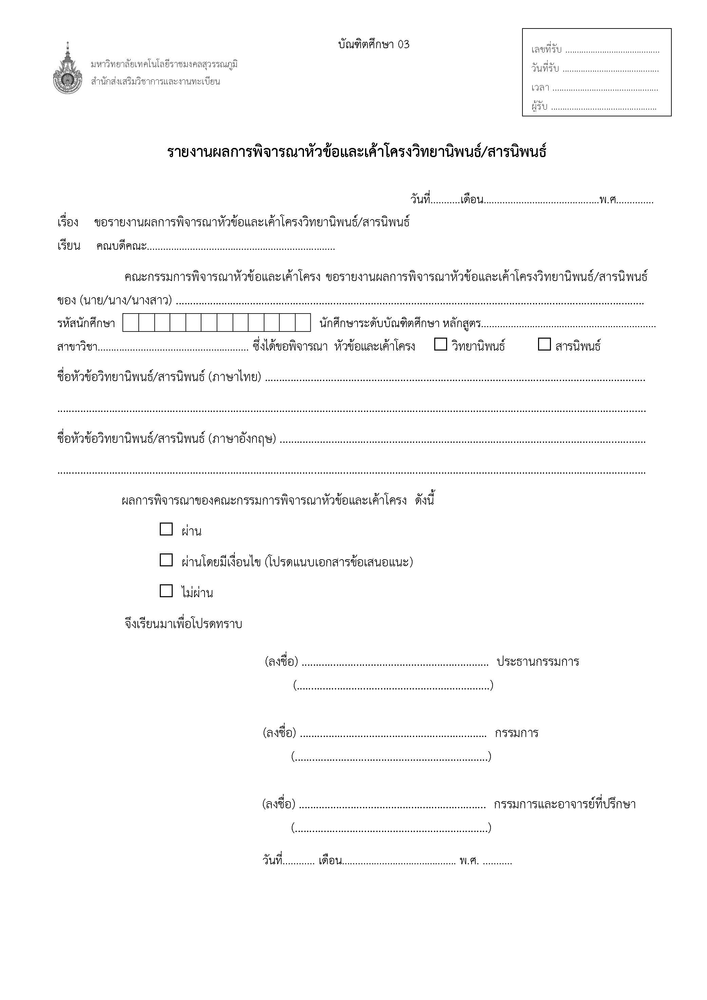 บัณฑิตศึกษา 03
มหาวิทยาลัยเทคโนโลยีราชมงคลสุวรรณภูมิ
สำนักส่งเสริมวิชาการและงานทะเบียน
เลขที่รับ .........................................
วันที่รับ ..........................................
เวลา ..............................................
ผู้รับ ..............................................
รายงานผลการพิจารณาหัวข้อและเค้าโครงวิทยานิพนธ์/สารนิพนธ์
วันที่...........เดือน...........................................พ.ศ..............
เรื่อง ขอรายงานผลการพิจารณาหัวข้อและเค้าโครงวิทยานิพนธ์/สารนิพนธ์
เรียน คณบดีคณะ......................................................................
คณะกรรมการพิจารณาหัวข้อและเค้าโครง ขอรายงานผลการพิจารณาหัวข้อและเค้าโครงวิทยานิพนธ์/สารนิพนธ์
ของ (นาย/นาง/นางสาว) ....................................................................................................................................................................
รหัสนักศึกษา นักศึกษาระดับบัณฑิตศึกษา หลักสูตร.................................................................
สาขาวิชา........................................................ ซึ่งได้ขอพิจารณา หัวข้อและเค้าโครง ☐ วิทยานิพนธ์ ☐ สารนิพนธ์
ชื่อหัวข้อวิทยานิพนธ์/สารนิพนธ์ (ภาษาไทย) .....................................................................................................................................
..............................................................................................................................................................................................................
ชื่อหัวข้อวิทยานิพนธ์/สารนิพนธ์ (ภาษาอังกฤษ) ................................................................................................................................
..............................................................................................................................................................................................................
ผลการพิจารณาของคณะกรรมการพิจารณาหัวข้อและเค้าโครง ดังนี้
☐ ผ่าน
☐ ผ่านโดยมีเงื่อนไข (โปรดแนบเอกสารข้อเสนอแนะ)
☐ ไม่ผ่าน
จึงเรียนมาเพื่อโปรดทราบ
(ลงชื่อ) ................................................................. ประธานกรรมการ
(...................................................................)
(ลงชื่อ) ................................................................. กรรมการ
(...................................................................)
(ลงชื่อ) ................................................................. กรรมการและอาจารย์ที่ปรึกษา
(...................................................................)
วันที่............ เดือน........................................... พ.ศ. ...........